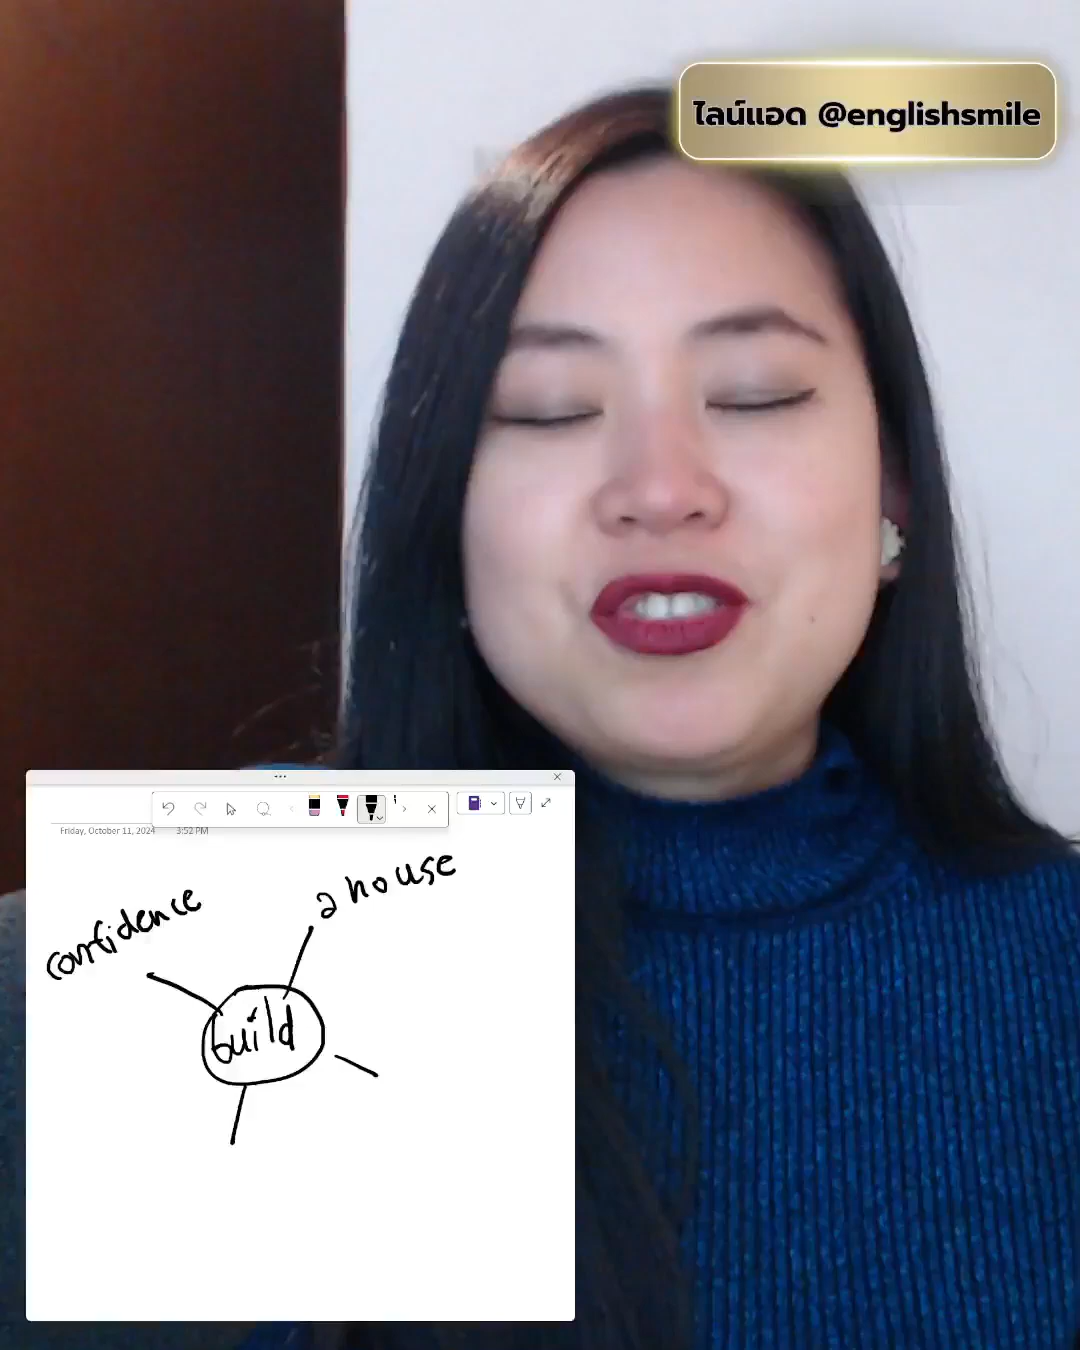 ไลน์แอด @englishsmile
Friday, October 11, 2024 3:52 PM
a house
confidence
build